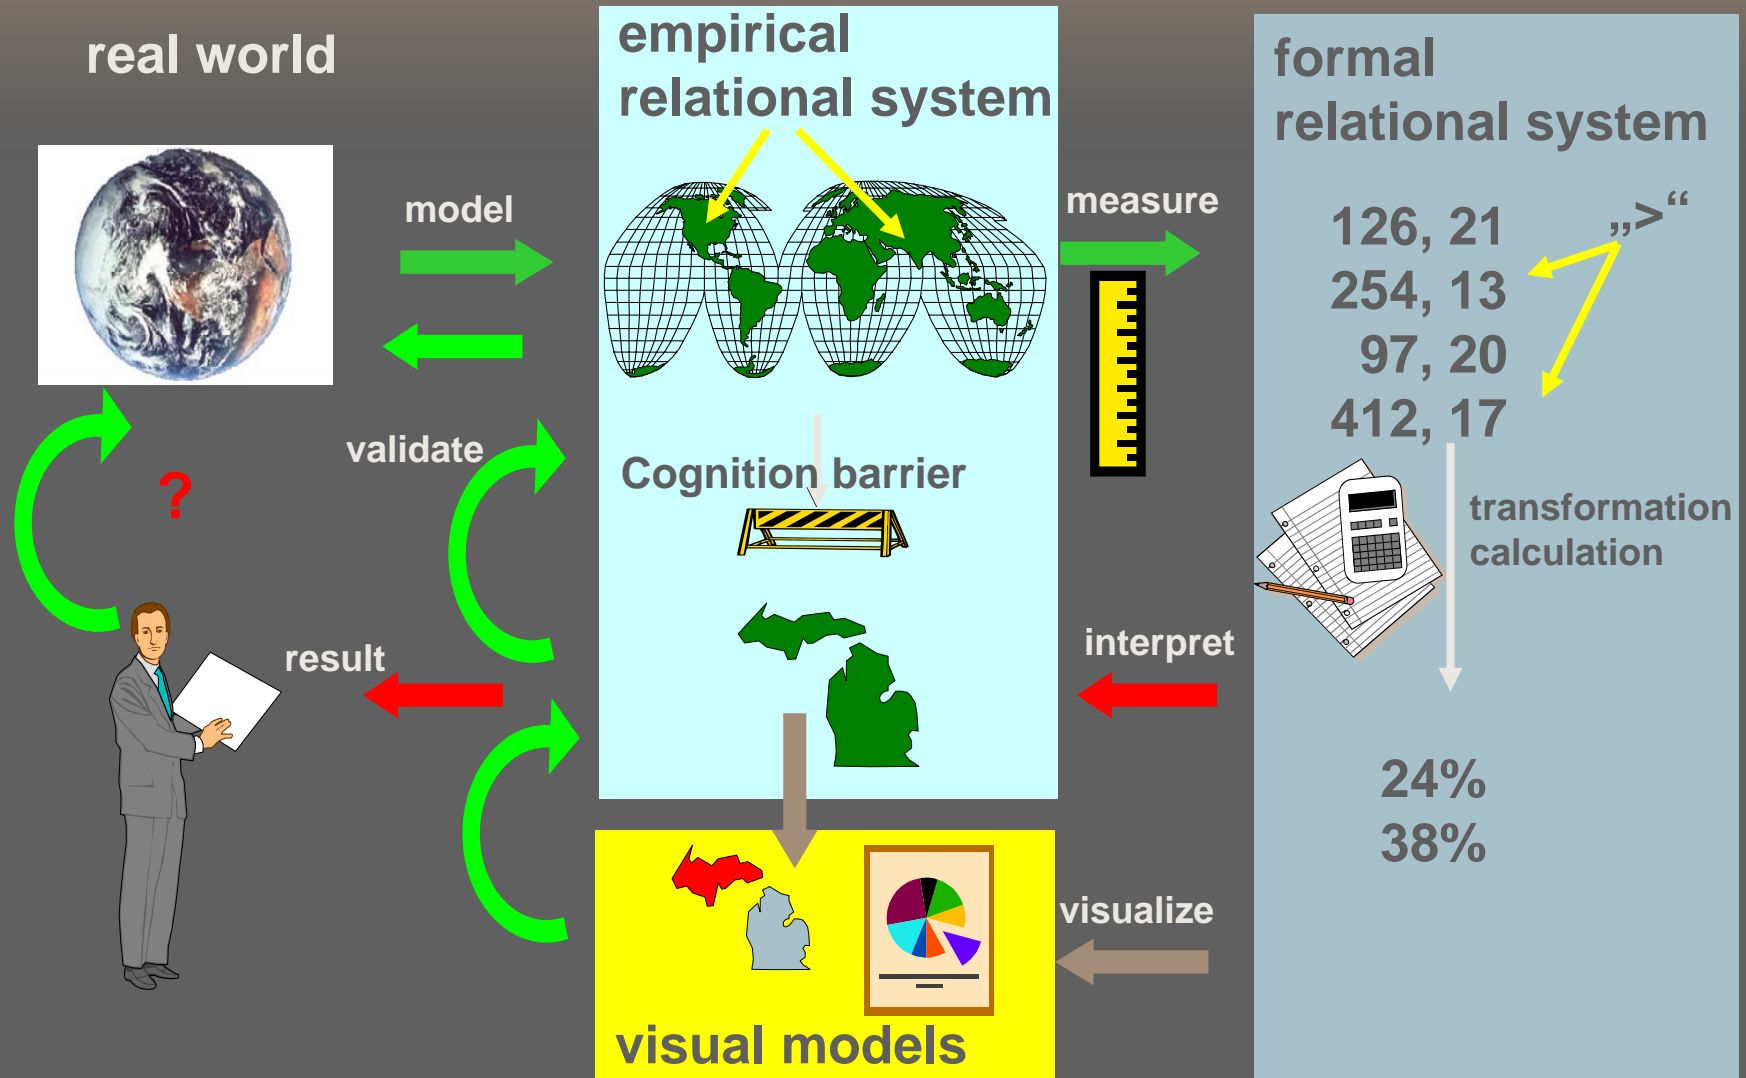 real world
empirical
relational system
formal
relational system
model
measure
126, 21
„>“
254, 13
97, 20
412, 17
validate
Cognition barrier
?
transformation
calculation
result
interpret
24%
38%
visualize
visual models